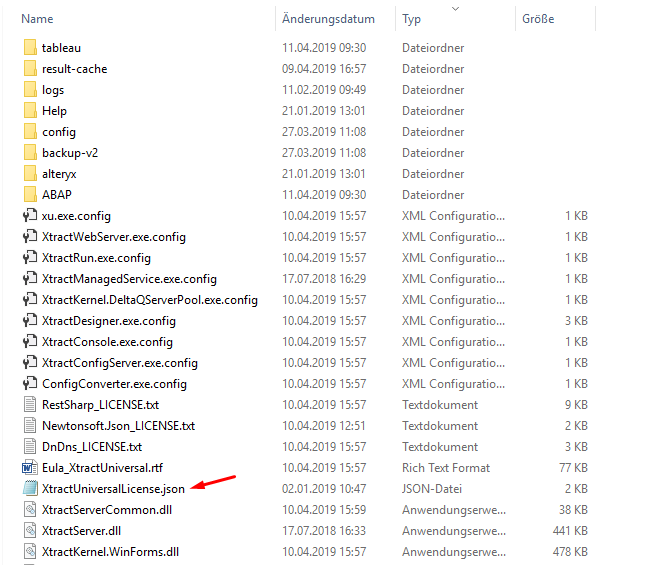 Name Änderungsdatum Typ Größe
tableau 11.04.2019 09:30 Dateiordner
result-cache 09.04.2019 16:57 Dateiordner
logs 11.02.2019 09:49 Dateiordner
Help 21.01.2019 13:01 Dateiordner
config 27.03.2019 11:08 Dateiordner
backup-v2 27.03.2019 11:08 Dateiordner
alteryx 21.01.2019 13:01 Dateiordner
ABAP 11.04.2019 09:30 Dateiordner
xu.exe.config 10.04.2019 15:57 XML Configuratio... 1 KB
XtractWebServer.exe.config 10.04.2019 15:57 XML Configuratio... 1 KB
XtractRun.exe.config 10.04.2019 15:57 XML Configuratio... 1 KB
XtractManagedService.exe.config 17.07.2018 16:29 XML Configuratio... 1 KB
XtractKernel.DeltaQServerPool.exe.config 10.04.2019 15:57 XML Configuratio... 1 KB
XtractDesigner.exe.config 10.04.2019 15:57 XML Configuratio... 3 KB
XtractConsole.exe.config 10.04.2019 15:57 XML Configuratio... 1 KB
XtractConfigServer.exe.config 10.04.2019 15:57 XML Configuratio... 1 KB
ConfigConverter.exe.config 10.04.2019 15:57 XML Configuratio... 1 KB
RestSharp_LICENSE.txt 10.04.2019 15:57 Textdokument 9 KB
Newtonsoft.Json_LICENSE.txt 10.04.2019 12:51 Textdokument 2 KB
DnDns_LICENSE.txt 10.04.2019 15:57 Textdokument 3 KB
Eula_XtractUniversal.rtf 10.04.2019 15:57 Rich Text Format 77 KB
XtractUniversalLicense.json 02.01.2019 10:47 JSON-Datei 2 KB
XtractServerCommon.dll 10.04.2019 15:59 Anwendungserwe... 38 KB
XtractServer.dll 17.07.2018 16:33 Anwendungserwe... 441 KB
XtractKernel.WinForms.dll 10.04.2019 15:57 Anwendungserwe... 478 KB